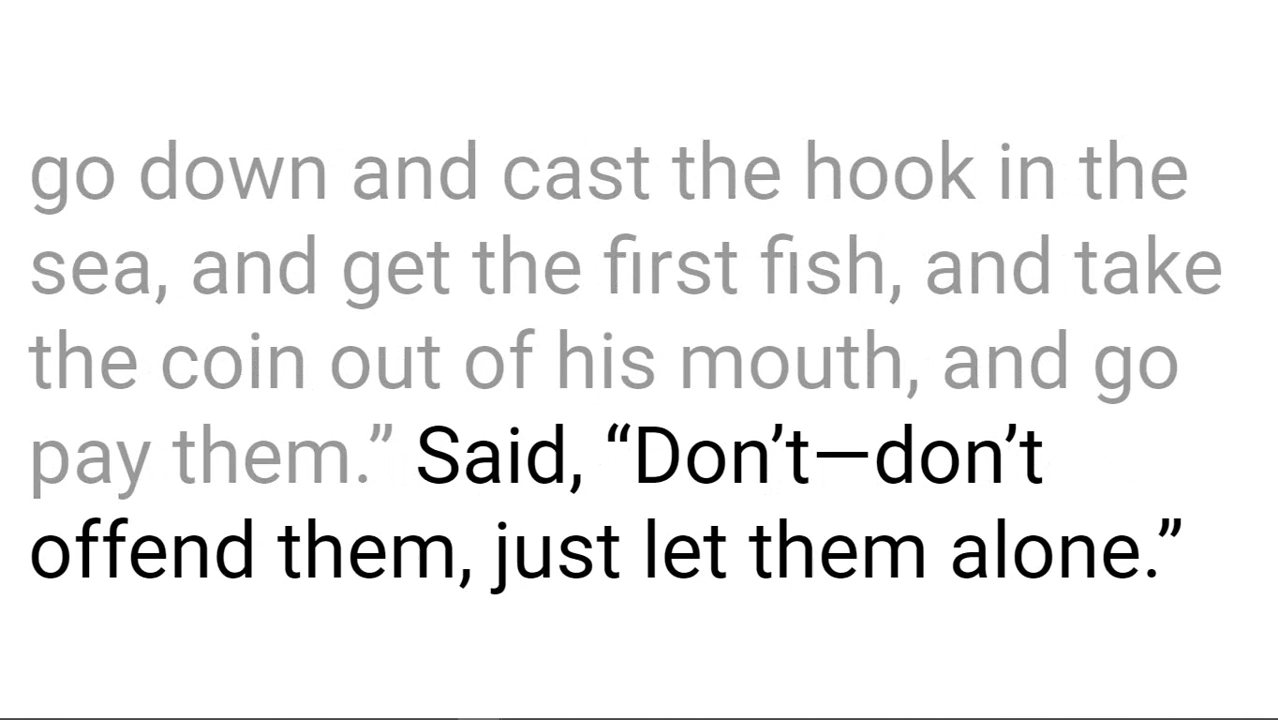 go down and cast the hook in the
sea, and get the first fish, and take
the coin out of his mouth, and go
pay them.” Said, “Don’t—don’t
offend them, just let them alone.”